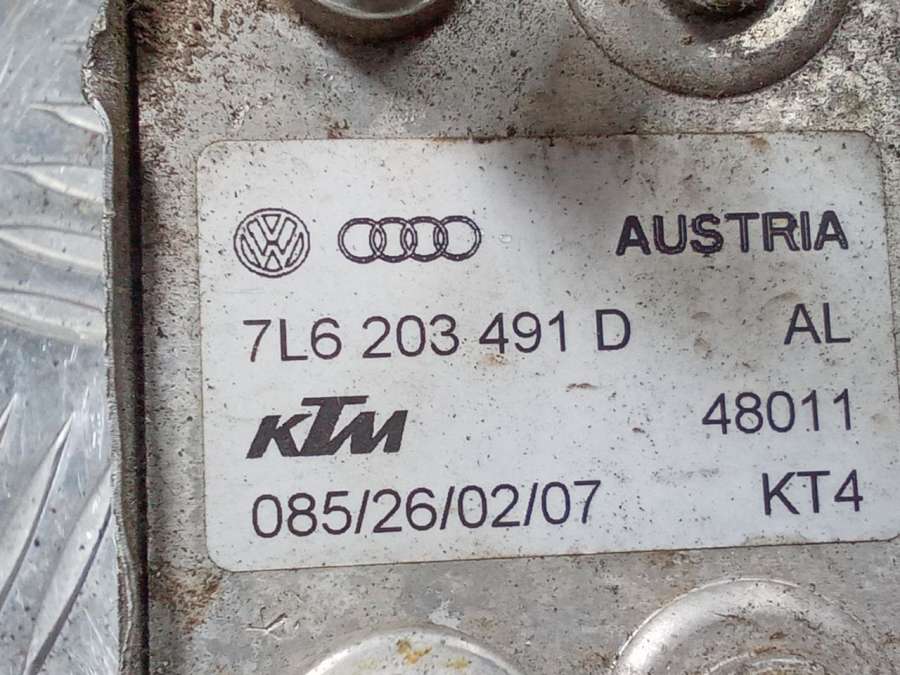 AUSTRIA
7L6 203 491 D AL
KTM 48011
085/26/02/07 KT4